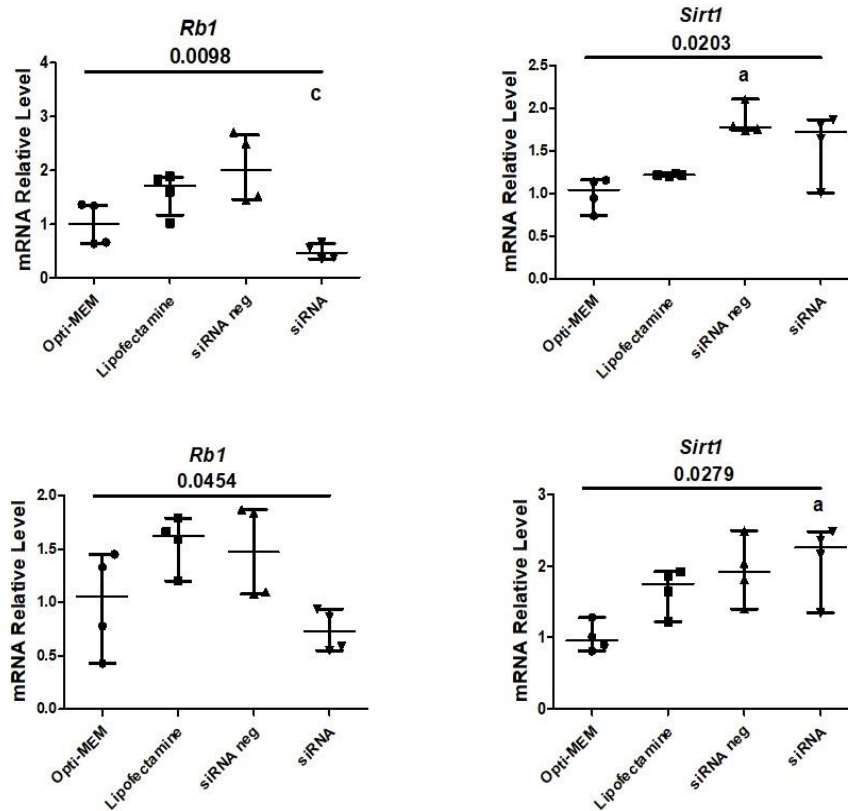 Rb1
0.0098
c
mRNA Relative Level
4
3
2
1
0
Opti-MEM
Lipofectamine
siRNA neg
siRNA
Sirt1
0.0203
a
mRNA Relative Level
2.5
2.0
1.5
1.0
0.5
0.0
Opti-MEM
Lipofectamine
siRNA neg
siRNA
Rb1
0.0454
mRNA Relative Level
2.0
1.5
1.0
0.5
0.0
Opti-MEM
Lipofectamine
siRNA neg
siRNA
Sirt1
0.0279
a
mRNA Relative Level
3
2
1
0
Opti-MEM
Lipofectamine
siRNA neg
siRNA